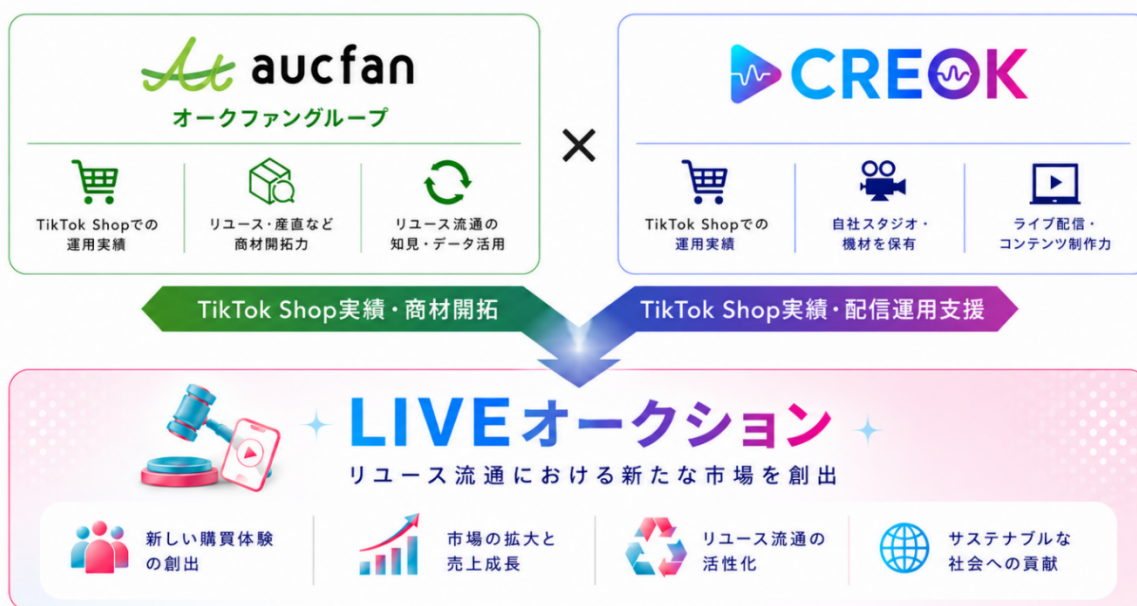 aucfan
オークファングループ
TikTok Shopでの
運用実績
リユース・産直など
商材開拓力
リユース流通の
知見・データ活用
×
CREOK
TikTok Shopでの
運用実績
自社スタジオ・
機材を保有
ライブ配信・
コンテンツ制作力
TikTok Shop実績・商材開拓
TikTok Shop実績・配信運用支援
LIVEオークション
リユース流通における新たな市場を創出
新しい購買体験
の創出
市場の拡大と
売上成長
リユース流通の
活性化
サステナブルな
社会への貢献